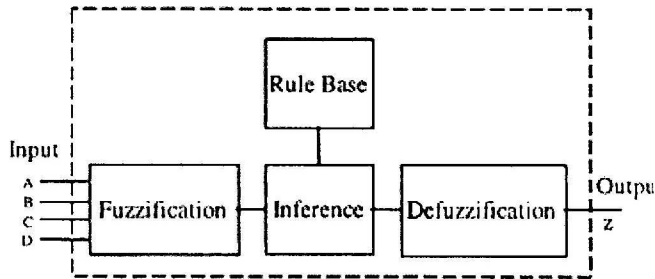 Rule Base
Input
A
B
C
D
Fuzzification
Inference
Defuzzification
Outpu
z